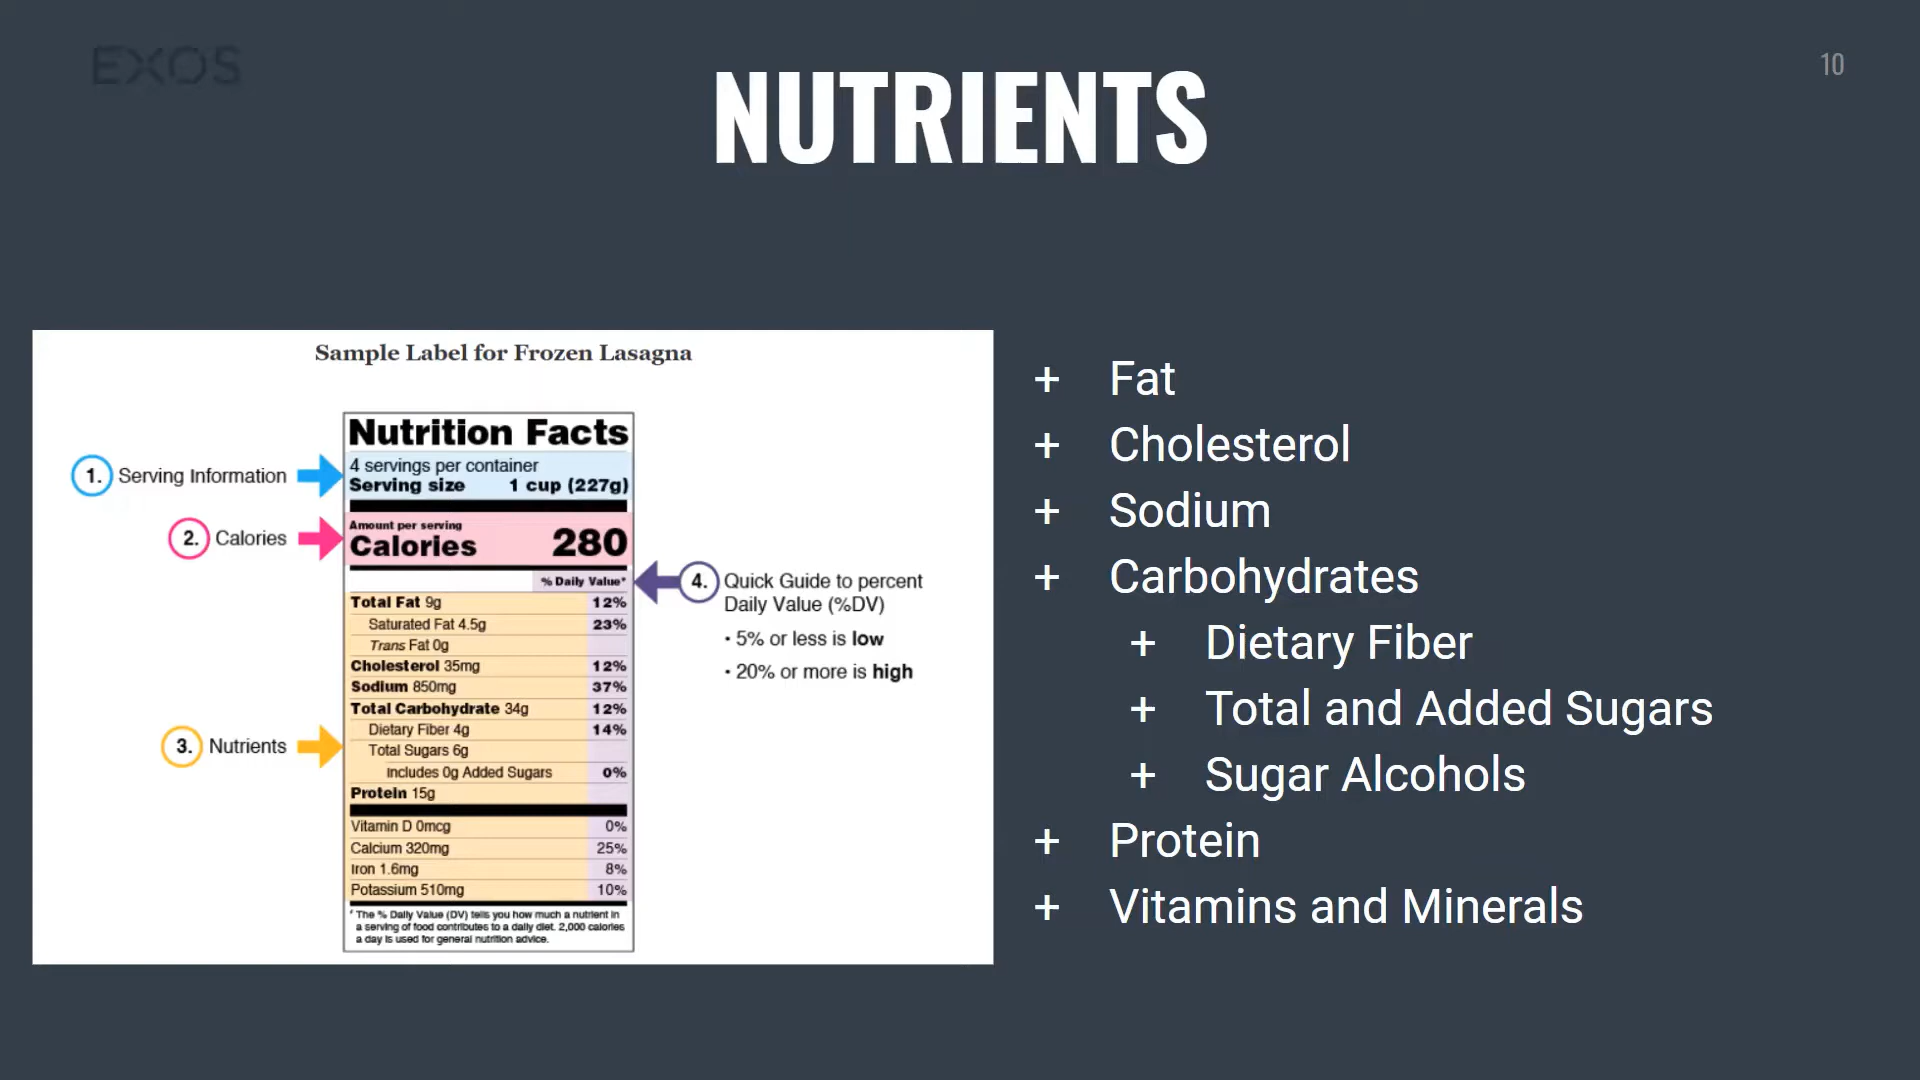 EXOS
10
NUTRIENTS
Sample Label for Frozen Lasagna
1. Serving Information
2. Calories
3. Nutrients
Nutrition Facts
4 servings per container
Serving size 1 cup (227g)
Amount per serving
Calories 280
% Daily Value*
Total Fat 9g 12%
Saturated Fat 4.5g 23%
Trans Fat 0g
Cholesterol 35mg 12%
Sodium 850mg 37%
Total Carbohydrate 34g 12%
Dietary Fiber 4g 14%
Total Sugars 6g
Includes 0g Added Sugars 0%
Protein 15g
Vitamin D 0mcg 0%
Calcium 320mg 25%
Iron 1.6mg 8%
Potassium 510mg 10%
* The % Daily Value (DV) tells you how much a nutrient in
a serving of food contributes to a daily diet. 2,000 calories
a day is used for general nutrition advice.
4. Quick Guide to percent
Daily Value (%DV)
• 5% or less is low
• 20% or more is high
+ Fat
+ Cholesterol
+ Sodium
+ Carbohydrates
+ Dietary Fiber
+ Total and Added Sugars
+ Sugar Alcohols
+ Protein
+ Vitamins and Minerals